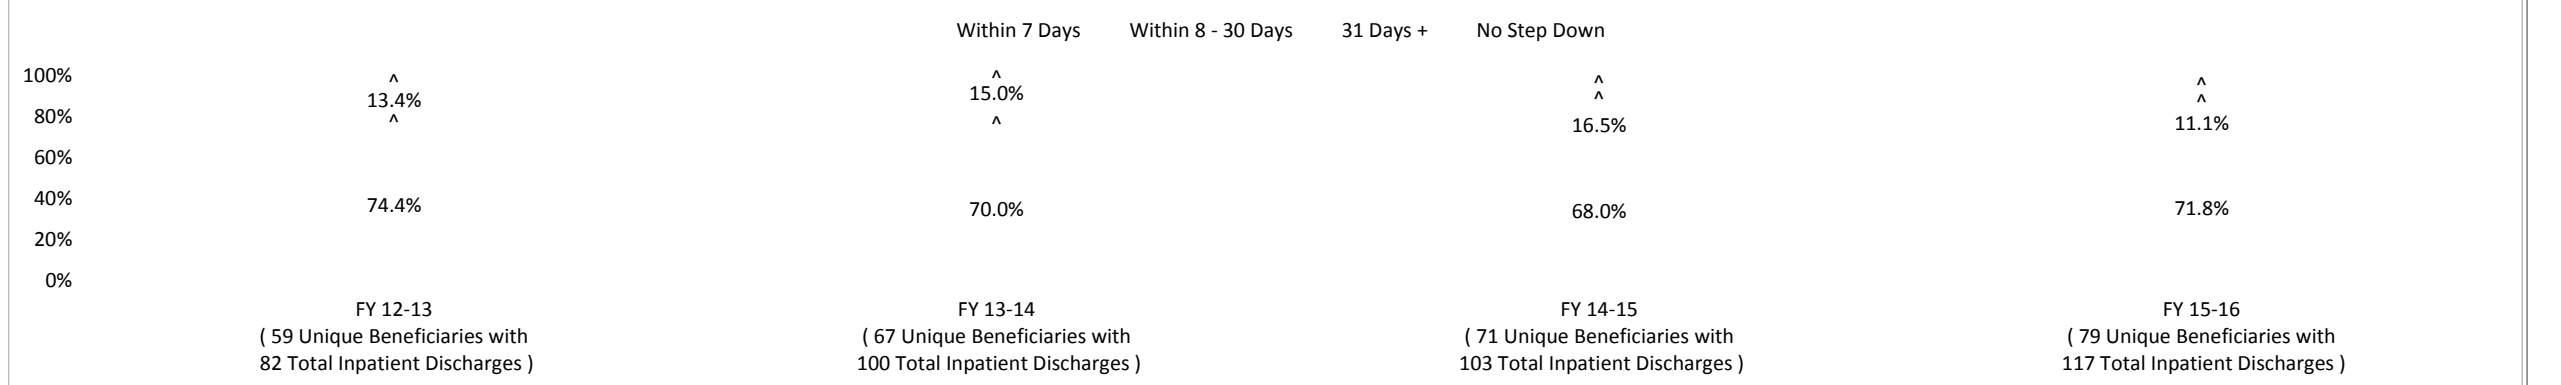 Within 7 Days Within 8 - 30 Days 31 Days + No Step Down
100%
80%
60%
40%
20%
0%
^
13.4%
^
74.4%
^
15.0%
^
70.0%
^
^
16.5%
68.0%
^
^
11.1%
71.8%
FY 12-13
( 59 Unique Beneficiaries with
82 Total Inpatient Discharges )
FY 13-14
( 67 Unique Beneficiaries with
100 Total Inpatient Discharges )
FY 14-15
( 71 Unique Beneficiaries with
103 Total Inpatient Discharges )
FY 15-16
( 79 Unique Beneficiaries with
117 Total Inpatient Discharges )